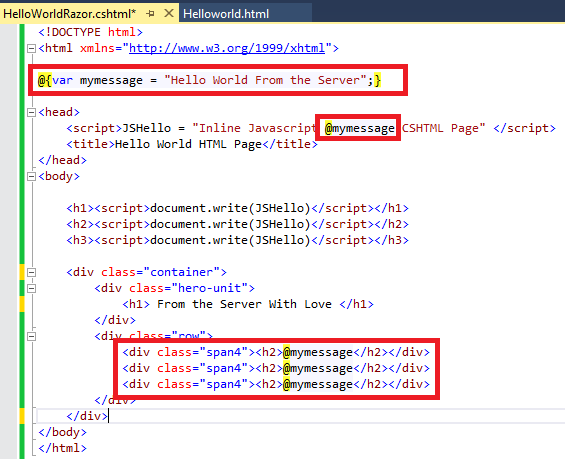 HelloWorldRazor.cshtml* Helloworld.html
<!DOCTYPE html>
<html xmlns="http://www.w3.org/1999/xhtml">
@{var mymessage = "Hello World From the Server";}
<head>
<script>JSHello = "Inline Javascript @mymessage CSHTML Page" </script>
<title>Hello World HTML Page</title>
</head>
<body>
<h1><script>document.write(JSHello)</script></h1>
<h2><script>document.write(JSHello)</script></h2>
<h3><script>document.write(JSHello)</script></h3>
<div class="container">
<div class="hero-unit">
<h1> From the Server With Love </h1>
</div>
<div class="row">
<div class="span4"><h2>@mymessage</h2></div>
<div class="span4"><h2>@mymessage</h2></div>
<div class="span4"><h2>@mymessage</h2></div>
</div>
</div>
</body>
</html>